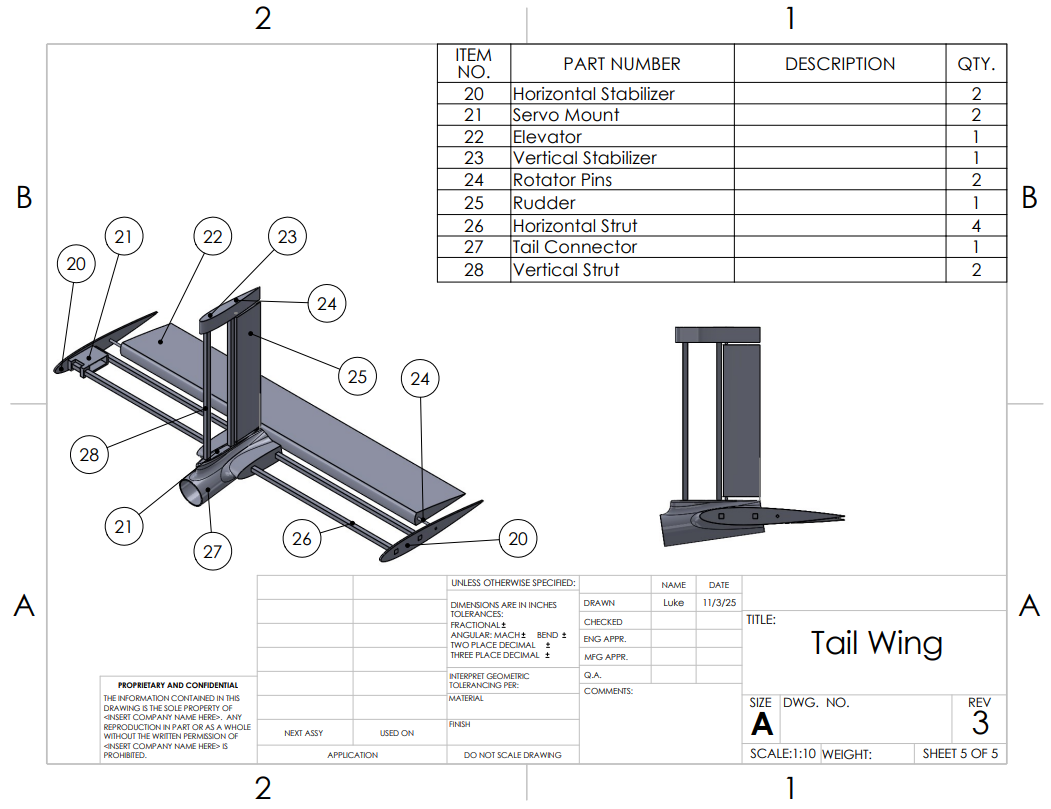 2 1
ITEM NO. PART NUMBER DESCRIPTION QTY.
20 Horizontal Stabilizer 2
21 Servo Mount 2
22 Elevator 1
23 Vertical Stabilizer 1
24 Rotator Pins 2
25 Rudder 1
26 Horizontal Strut 4
27 Tail Connector 1
28 Vertical Strut 2
B B
20
21
22
23
24
25
24
28
21
27
26
20
A A
PROPRIETARY AND CONFIDENTIAL
THE INFORMATION CONTAINED IN THIS
DRAWING IS THE SOLE PROPERTY OF
<INSERT COMPANY NAME HERE>. ANY
REPRODUCTION IN PART OR AS A WHOLE
WITHOUT THE WRITTEN PERMISSION OF
<INSERT COMPANY NAME HERE> IS
PROHIBITED.
NEXT ASSY USED ON
APPLICATION
UNLESS OTHERWISE SPECIFIED:
DIMENSIONS ARE IN INCHES
TOLERANCES:
FRACTIONAL±
ANGULAR: MACH± BEND ±
TWO PLACE DECIMAL ±
THREE PLACE DECIMAL ±
INTERPRET GEOMETRIC
TOLERANCING PER:
MATERIAL
FINISH
DO NOT SCALE DRAWING
NAME DATE
DRAWN Luke 11/3/25
CHECKED
ENG APPR.
MFG APPR.
Q.A.
COMMENTS:
TITLE:
Tail Wing
SIZE DWG. NO. REV
A 3
SCALE:1:10 WEIGHT: SHEET 5 OF 5
2 1